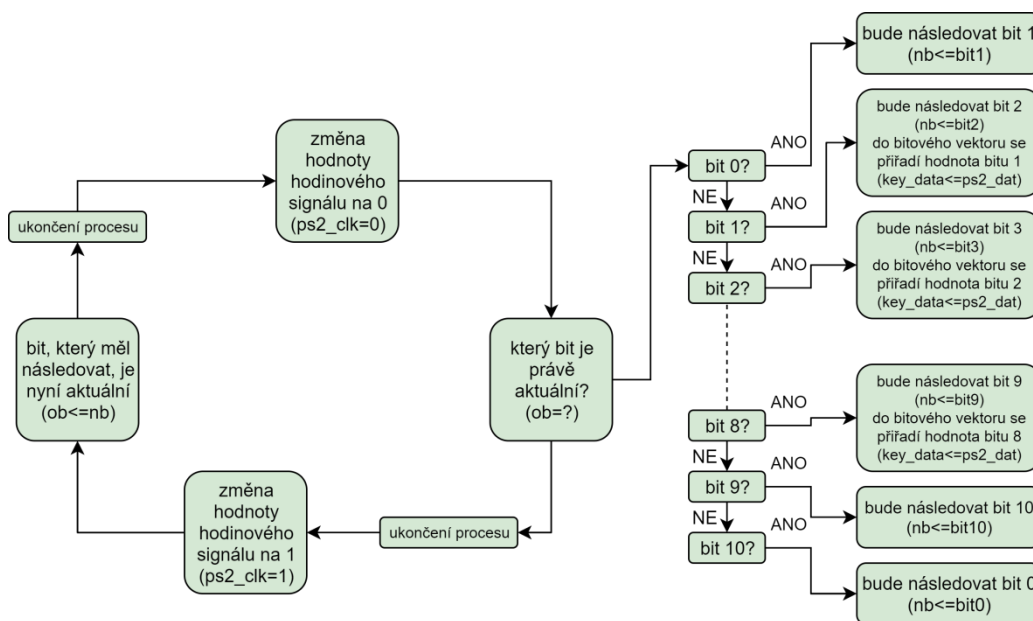 změna
hodnoty
hodinového
signálu na 0
(ps2_clk=0)
ukončení procesu
bit, který měl
následovat, je
nyní aktuální
(ob<=nb)
změna
hodnoty
hodinového
signálu na 1
(ps2_clk=1)
ukončení procesu
který bit je
právě
aktuální?
(ob=?)
bit 0?
ANO
bude následovat bit 1
(nb<=bit1)
NE
bit 1?
ANO
bude následovat bit 2
(nb<=bit2)
do bitového vektoru se
přiřadí hodnota bitu 1
(key_data<=ps2_dat)
NE
bit 2?
ANO
bude následovat bit 3
(nb<=bit3)
do bitového vektoru se
přiřadí hodnota bitu 2
(key_data<=ps2_dat)
bit 8?
ANO
bude následovat bit 9
(nb<=bit9)
do bitového vektoru se
přiřadí hodnota bitu 8
(key_data<=ps2_dat)
NE
bit 9?
ANO
bude následovat bit 10
(nb<=bit10)
NE
bit 10?
ANO
bude následovat bit 0
(nb<=bit0)